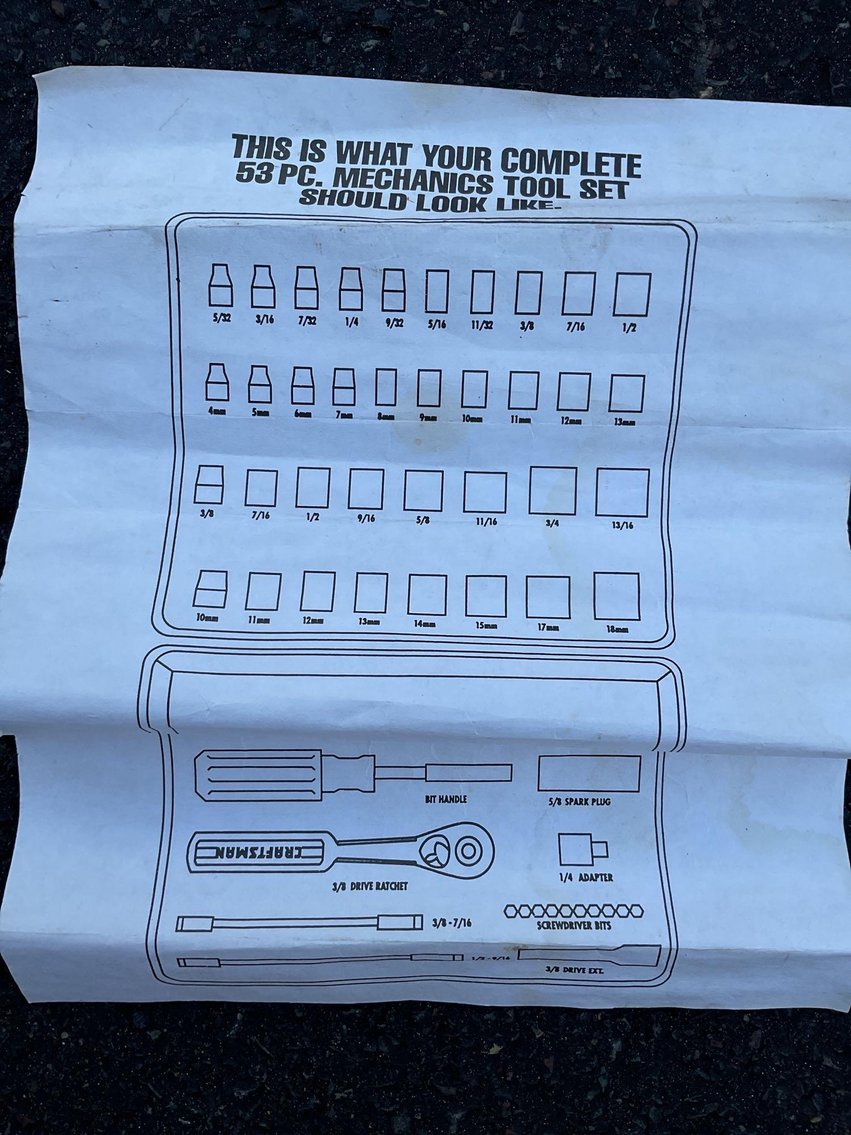 THIS IS WHAT YOUR COMPLETE
53 PC. MECHANICS TOOL SET
SHOULD LOOK LIKE.
5/32 3/16 7/32 1/4 9/32 5/16 11/32 3/8 7/16 1/2
4mm 5mm 6mm 7mm 8mm 9mm 10mm 11mm 12mm 13mm
3/8 7/16 1/2 9/16 5/8 11/16 3/4 13/16
10mm 11mm 12mm 13mm 14mm 15mm 17mm 18mm
BIT HANDLE 5/8 SPARK PLUG
CRAFTSMAN
3/8 DRIVE RATCHET 1/4 ADAPTER
3/8 - 7/16 SCREWDRIVER BITS
3/8 DRIVE EXT.